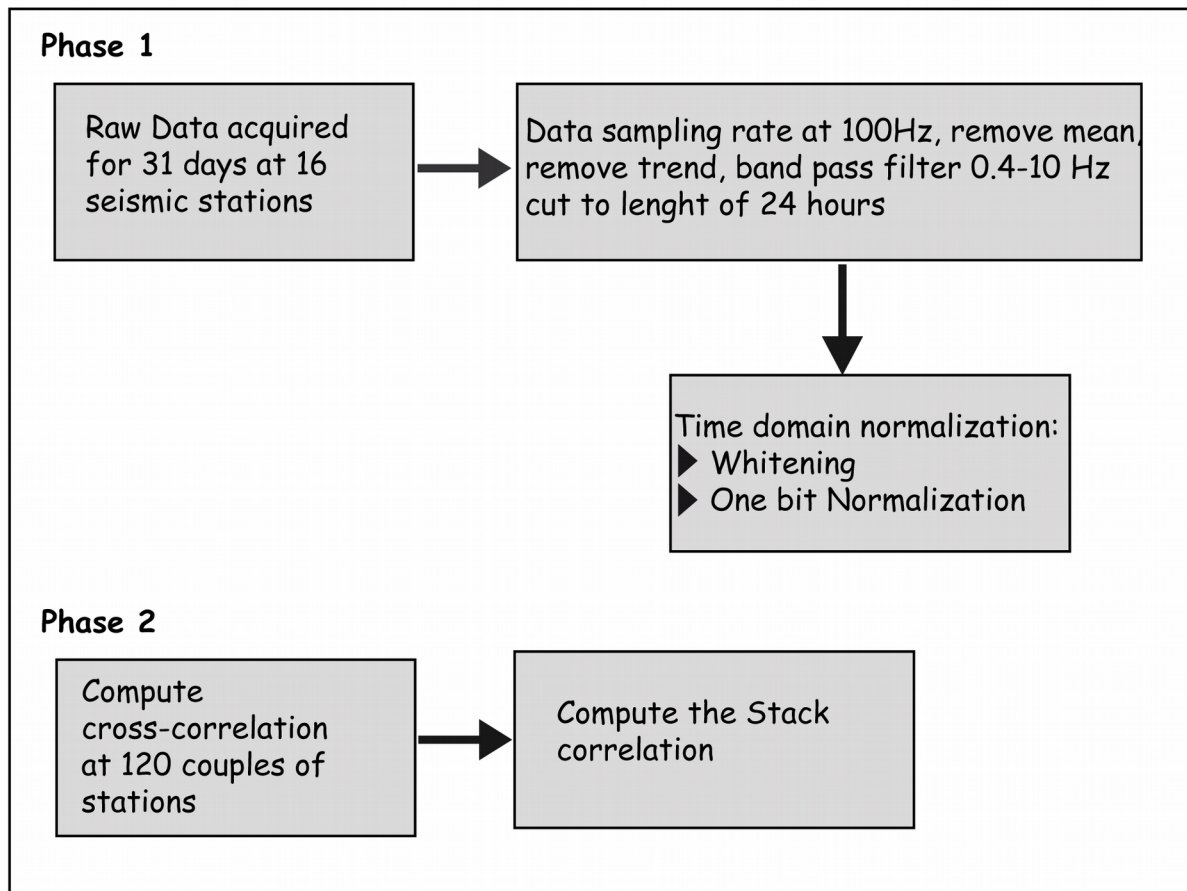 Phase 1
Raw Data acquired
for 31 days at 16
seismic stations
Data sampling rate at 100Hz, remove mean,
remove trend, band pass filter 0.4-10 Hz
cut to lenght of 24 hours
Time domain normalization:
Whitening
One bit Normalization
Phase 2
Compute
cross-correlation
at 120 couples of
stations
Compute the Stack
correlation